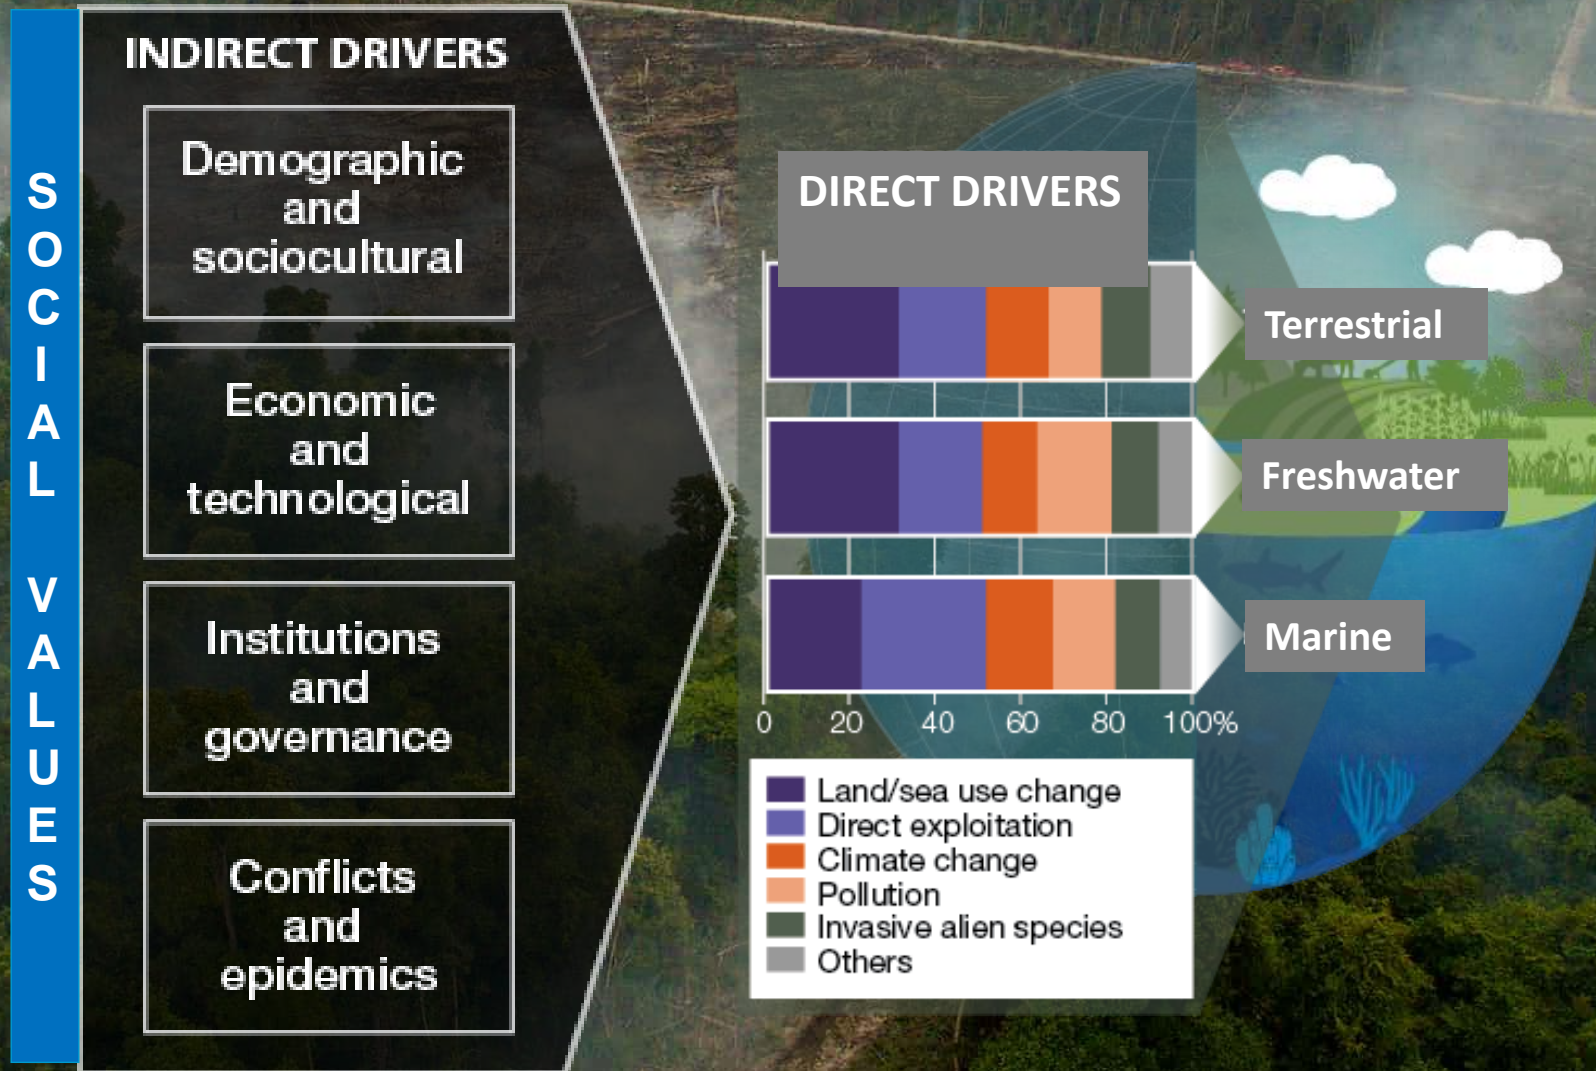 SOCIAL VALUES
INDIRECT DRIVERS
Demographic
and
sociocultural
Economic
and
technological
Institutions
and
governance
Conflicts
and
epidemics
DIRECT DRIVERS
Terrestrial
Freshwater
Marine
0 20 40 60 80 100%
Land/sea use change
Direct exploitation
Climate change
Pollution
Invasive alien species
Others